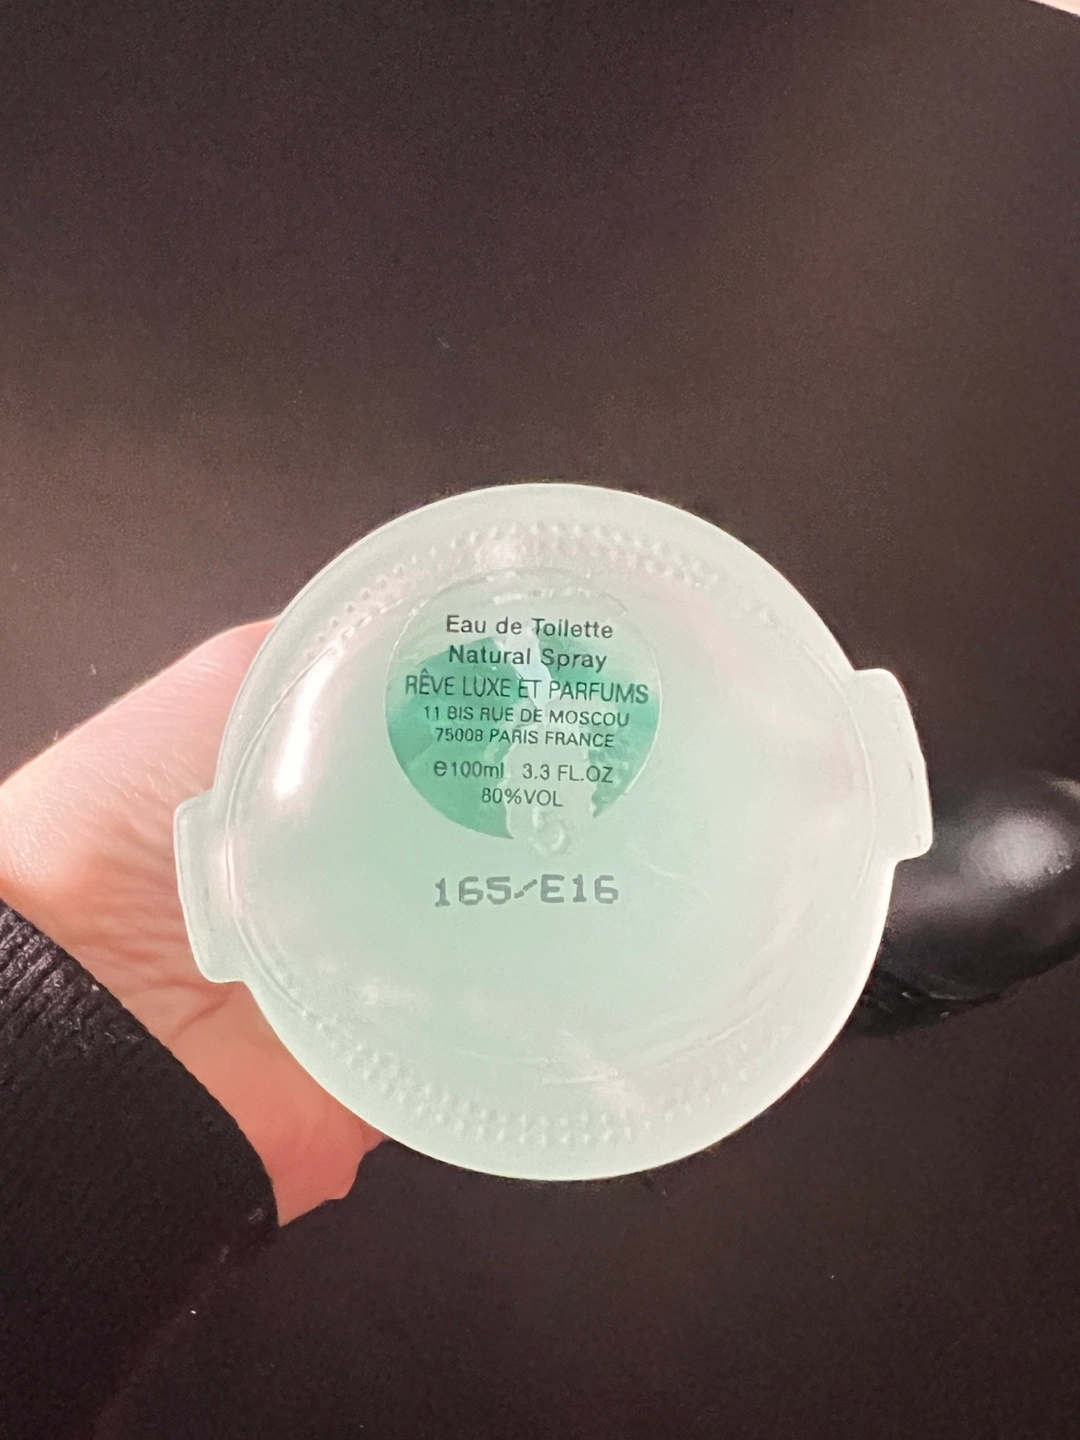 Eau de Toilette
Natural Spray
RÊVE LUXE ET PARFUMS
11 BIS RUE DE MOSCOU
75008 PARIS FRANCE
℮100ml 3.3 FL.OZ
80%VOL
165/E16